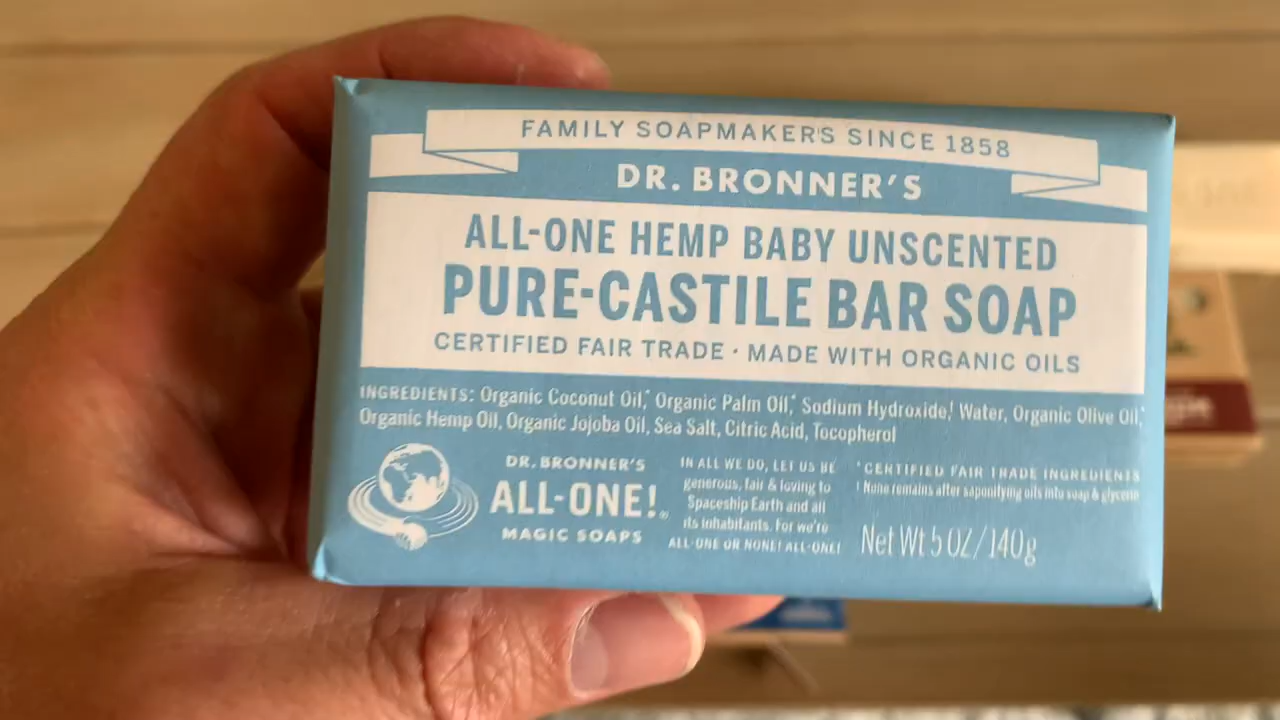 FAMILY SOAPMAKERS SINCE 1858
DR. BRONNER'S
ALL-ONE HEMP BABY UNSCENTED
PURE-CASTILE BAR SOAP
CERTIFIED FAIR TRADE · MADE WITH ORGANIC OILS
INGREDIENTS: Organic Coconut Oil,* Organic Palm Oil,* Sodium Hydroxide,† Water, Organic Olive Oil,*
Organic Hemp Oil, Organic Jojoba Oil, Sea Salt, Citric Acid, Tocopherol
DR. BRONNER'S
ALL-ONE!®
MAGIC SOAPS
IN ALL WE DO, LET US BE
generous, fair & loving to
Spaceship Earth and all
its inhabitants. For we're
ALL-ONE OR NONE! ALL-ONE!
* CERTIFIED FAIR TRADE INGREDIENTS
† None remains after saponifying oils into soap & glycerin
Net Wt 5 OZ/140g